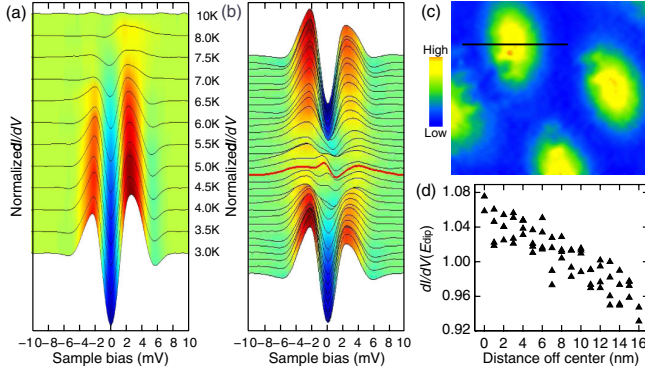 (a)
Normalized dI/dV
10K
8.0K
7.5K
7.0K
6.5K
6.0K
5.5K
5.0K
4.5K
4.0K
3.5K
3.0K
−10 −8 −6 −4 −2 0 2 4 6 8 10
Sample bias (mV)
(b)
Normalized dI/dV
−10 −8 −6 −4 −2 0 2 4 6 8 10
Sample bias (mV)
(c)
High
Low
(d)
dI/dV(Edip)
1.08
1.04
1.00
0.96
0.92
0 2 4 6 8 10 12 14 16
Distance off center (nm)